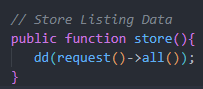 // Store Listing Data
public function store(){
    dd(request()->all());
}